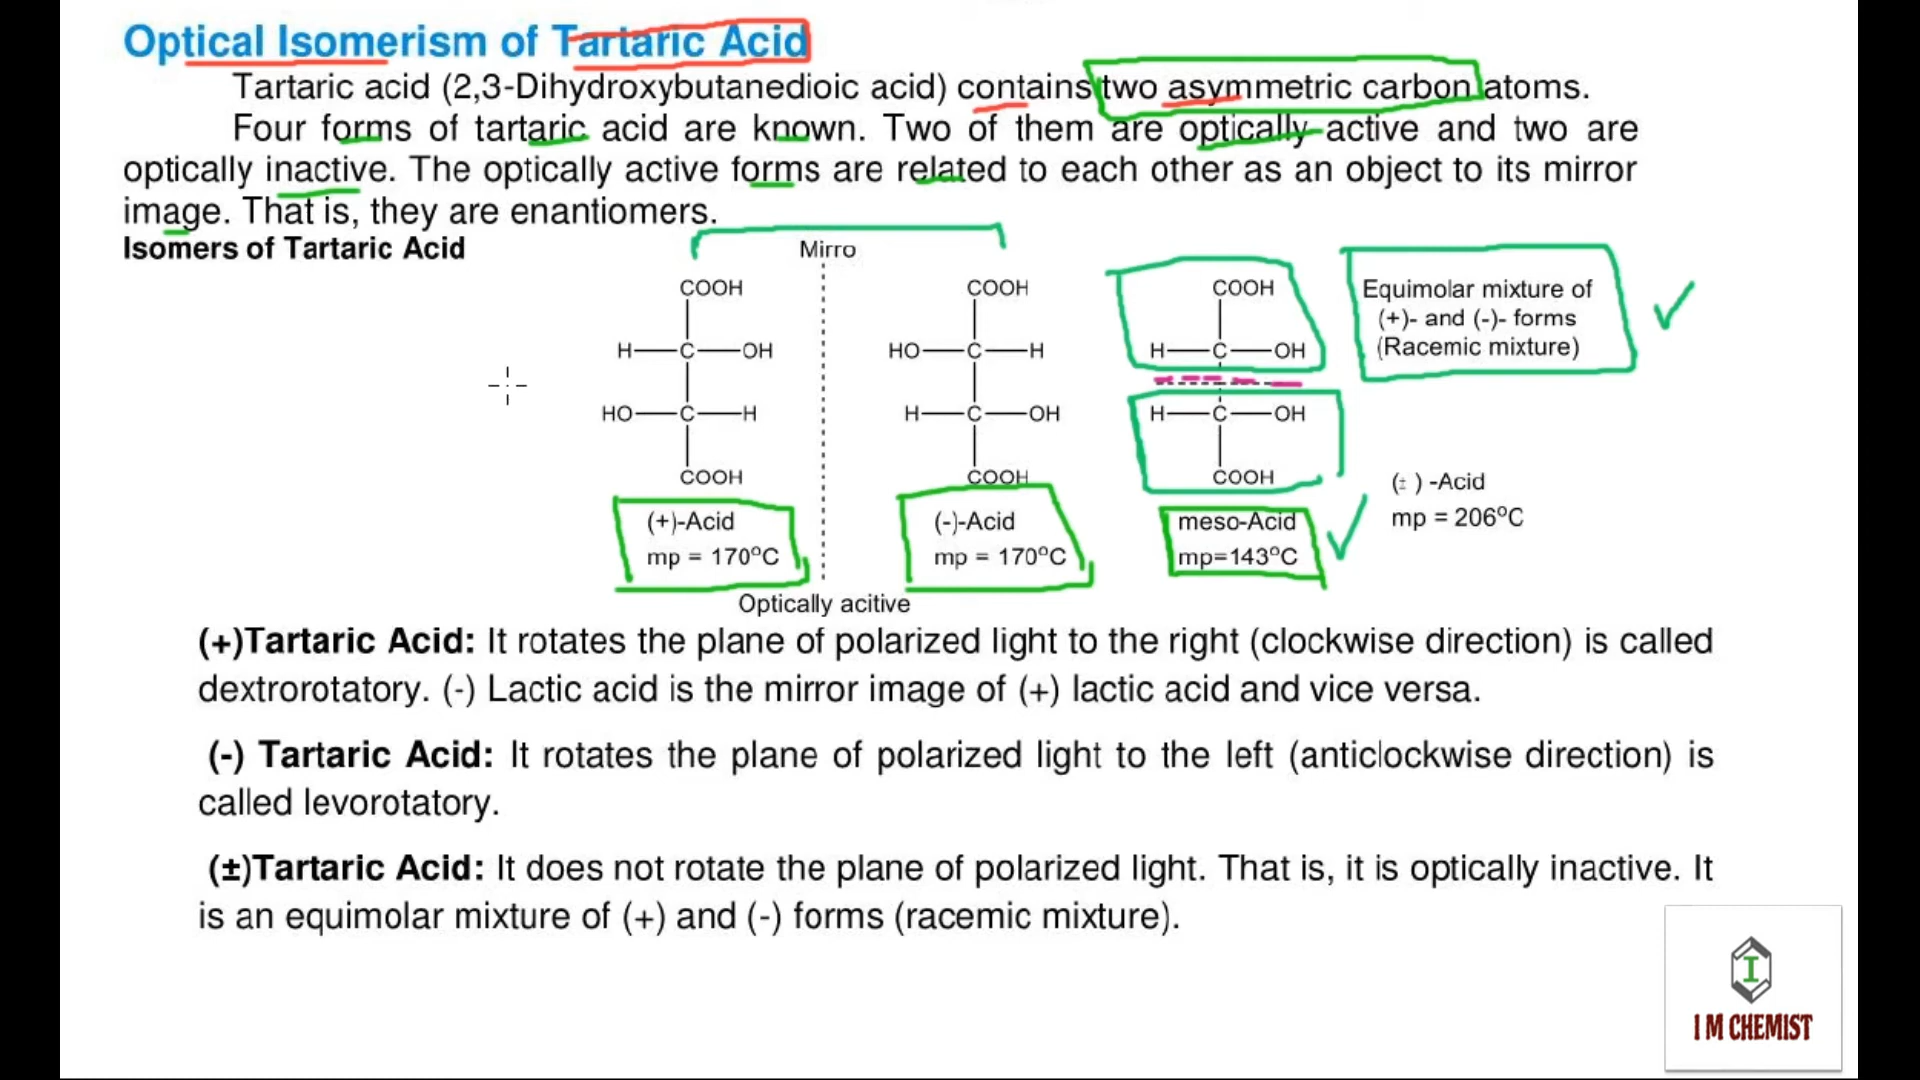 Optical Isomerism of Tartaric Acid
Tartaric acid (2,3-Dihydroxybutanedioic acid) contains two asymmetric carbon atoms.
Four forms of tartaric acid are known. Two of them are optically active and two are
optically inactive. The optically active forms are related to each other as an object to its mirror
image. That is, they are enantiomers.
Isomers of Tartaric Acid
Mirro
COOH
H—C—OH
HO—C—H
COOH
(+)-Acid
mp = 170°C
COOH
HO—C—H
H—C—OH
COOH
(-)-Acid
mp = 170°C
Optically acitive
COOH
H—C—OH
H—C—OH
COOH
meso-Acid
mp=143°C
Equimolar mixture of
(+)- and (-)- forms
(Racemic mixture)
(±) -Acid
mp = 206°C
(+)Tartaric Acid: It rotates the plane of polarized light to the right (clockwise direction) is called
dextrorotatory. (-) Lactic acid is the mirror image of (+) lactic acid and vice versa.
(-) Tartaric Acid: It rotates the plane of polarized light to the left (anticlockwise direction) is
called levorotatory.
(±)Tartaric Acid: It does not rotate the plane of polarized light. That is, it is optically inactive. It
is an equimolar mixture of (+) and (-) forms (racemic mixture).
I
I M CHEMIST